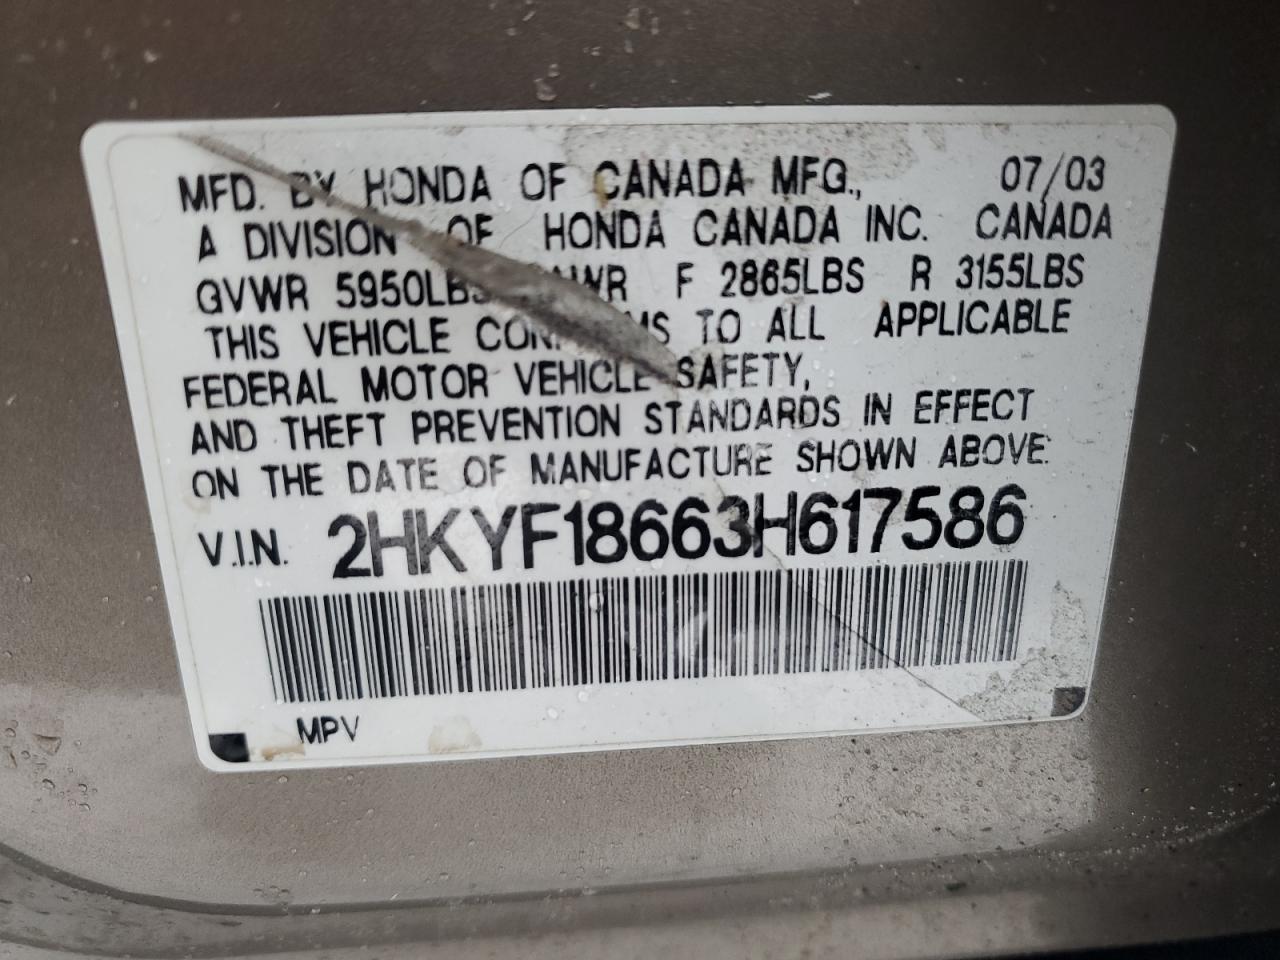 MFD. BY HONDA OF CANADA MFG., 07/03
A DIVISION OF HONDA CANADA INC. CANADA
GVWR 5950LBS F 2865LBS R 3155LBS
THIS VEHICLE TO ALL APPLICABLE
FEDERAL MOTOR VEHICLE SAFETY,
AND THEFT PREVENTION STANDARDS IN EFFECT
ON THE DATE OF MANUFACTURE SHOWN ABOVE.
V.I.N. 2HKYF18663H617586
MPV